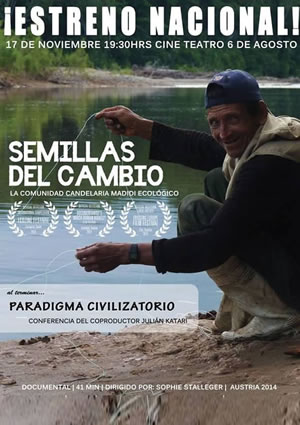 ¡ESTRENO NACIONAL!
17 DE NOVIEMBRE 19:30HRS CINE TEATRO 6 DE AGOSTO
SEMILLAS
DEL CAMBIO
LA COMUNIDAD CANDELARIA MADIDI ECOLÓGICO
al terminar...
PARADIGMA CIVILIZATORIO
CONFERENCIA DEL COPRODUCTOR JULIÁN KATARI
DOCUMENTAL | 41 MIN | DIRIGIDO POR: SOPHIE STALLEGER | AUSTRIA 2014